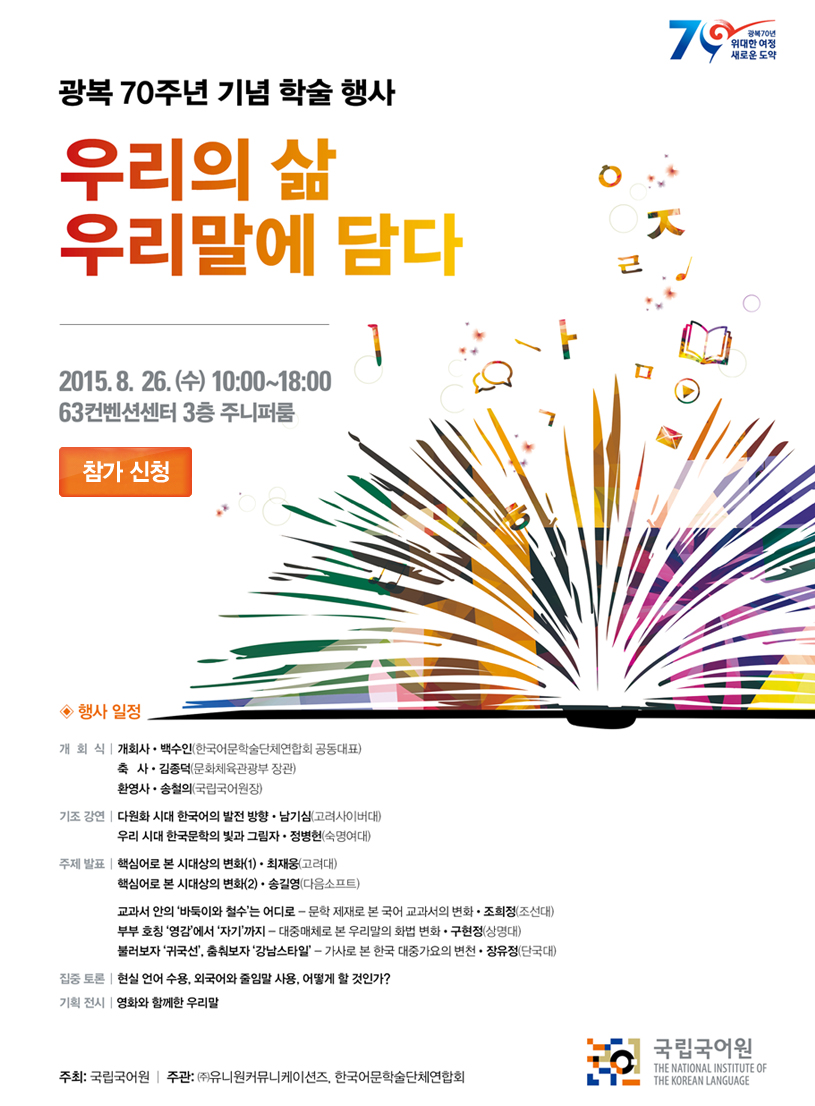 광복70년
위대한 여정
새로운 도약
광복 70주년 기념 학술 행사
우리의 삶
우리말에 담다
2015. 8. 26. (수) 10:00~18:00
63컨벤션센터 3층 주니퍼룸
참가 신청
◈ 행사 일정
개 회 식 | 개회사 • 백수인(한국어문학술단체연합회 공동대표)
축 사 • 김종덕(문화체육관광부 장관)
환영사 • 송철의(국립국어원장)
기조 강연 | 다원화 시대 한국어의 발전 방향 • 남기심(고려사이버대)
우리 시대 한국문학의 빛과 그림자 • 정병헌(숙명여대)
주제 발표 | 핵심어로 본 시대상의 변화(1) • 최재웅(고려대)
핵심어로 본 시대상의 변화(2) • 송길영(다음소프트)
교과서 안의 ‘바둑이와 철수’는 어디로 – 문학 제재로 본 국어 교과서의 변화 • 조희정(조선대)
부부 호칭 ‘영감’에서 ‘자기’까지 – 대중매체로 본 우리말의 화법 변화 • 구현정(상명대)
불러보자 ‘귀국선’, 춤춰보자 ‘강남스타일’ – 가사로 본 한국 대중가요의 변천 • 장유정(단국대)
집중 토론 | 현실 언어 수용, 외국어와 줄임말 사용, 어떻게 할 것인가?
기획 전시 | 영화와 함께한 우리말
주최: 국립국어원 | 주관: ㈜유니원커뮤니케이션즈, 한국어문학술단체연합회
국립국어원
THE NATIONAL INSTITUTE OF
THE KOREAN LANGUAGE